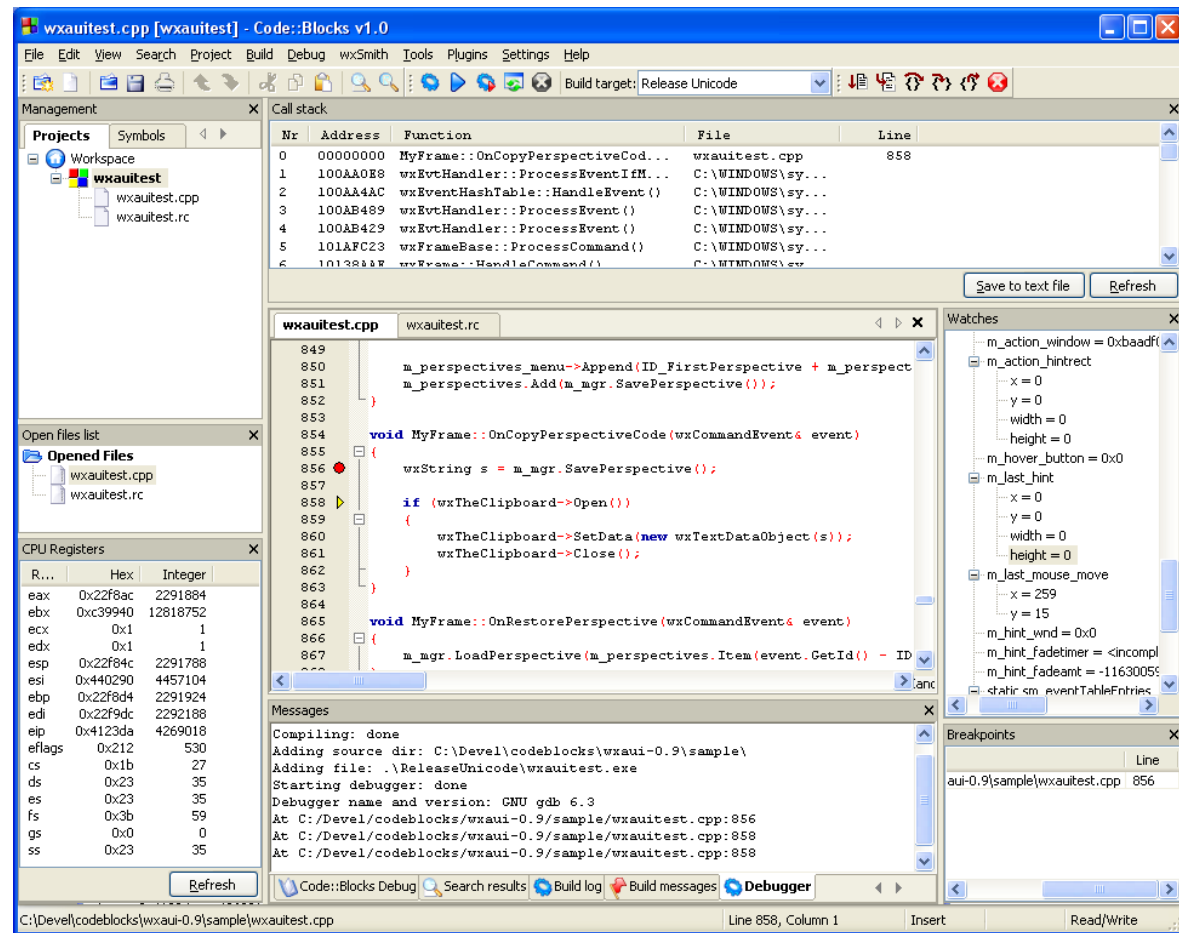 wxauitest.cpp [wxauitest] - Code::Blocks v1.0
File Edit View Search Project Build Debug wxSmith Tools Plugins Settings Help
Build target: Release Unicode
Management
Projects Symbols
Workspace
wxauitest
wxauitest.cpp
wxauitest.rc
Open files list
Opened Files
wxauitest.cpp
wxauitest.rc
CPU Registers
R... Hex Integer
eax 0x22f8ac 2291884
ebx 0xc39940 12818752
ecx 0x1 1
edx 0x1 1
esp 0x22f84c 2291788
esi 0x440290 4457104
ebp 0x22f8d4 2291924
edi 0x22f9dc 2292188
eip 0x4123da 4269018
eflags 0x212 530
cs 0x1b 27
ds 0x23 35
es 0x23 35
fs 0x3b 59
gs 0x0 0
ss 0x23 35
Refresh
Call stack
Nr Address Function File Line
0 00000000 MyFrame::OnCopyPerspectiveCod... wxauitest.cpp 858
1 100AA0E8 wxEvtHandler::ProcessEventIfM... C:\WINDOWS\sy...
2 100AA4AC wxEventHashTable::HandleEvent() C:\WINDOWS\sy...
3 100AB489 wxEvtHandler::ProcessEvent() C:\WINDOWS\sy...
4 100AB429 wxEvtHandler::ProcessEvent() C:\WINDOWS\sy...
5 101AFC23 wxFrameBase::ProcessCommand() C:\WINDOWS\sy...
6 10138AAF wxFrame::HandleCommand() C:\WINDOWS\sy
Save to text file Refresh
wxauitest.cpp wxauitest.rc
849
850 m_perspectives_menu->Append(ID_FirstPerspective + m_perspect
851 m_perspectives.Add(m_mgr.SavePerspective());
852 }
853
854 void MyFrame::OnCopyPerspectiveCode(wxCommandEvent& event)
855 {
856 wxString s = m_mgr.SavePerspective();
857
858 if (wxTheClipboard->Open())
859 {
860 wxTheClipboard->SetData(new wxTextDataObject(s));
861 wxTheClipboard->Close();
862 }
863 }
864
865 void MyFrame::OnRestorePerspective(wxCommandEvent& event)
866 {
867 m_mgr.LoadPerspective(m_perspectives.Item(event.GetId() - ID
Watches
m_action_window = 0xbaadf(
m_action_hintrect
x = 0
y = 0
width = 0
height = 0
m_hover_button = 0x0
m_last_hint
x = 0
y = 0
width = 0
height = 0
m_last_mouse_move
x = 259
y = 15
m_hint_wnd = 0x0
m_hint_fadetimer = <incompl
m_hint_fadeamt = -11630059
static sm_eventTableEntries
Messages
Compiling: done
Adding source dir: C:\Devel\codeblocks\wxaui-0.9\sample\
Adding file: .\ReleaseUnicode\wxauitest.exe
Starting debugger: done
Debugger name and version: GNU gdb 6.3
At C:/Devel/codeblocks/wxaui-0.9/sample/wxauitest.cpp:856
At C:/Devel/codeblocks/wxaui-0.9/sample/wxauitest.cpp:858
At C:/Devel/codeblocks/wxaui-0.9/sample/wxauitest.cpp:858
Code::Blocks Debug Search results Build log Build messages Debugger
Breakpoints
Line
aui-0.9\sample\wxauitest.cpp 856
C:\Devel\codeblocks\wxaui-0.9\sample\wxauitest.cpp Line 858, Column 1 Insert Read/Write